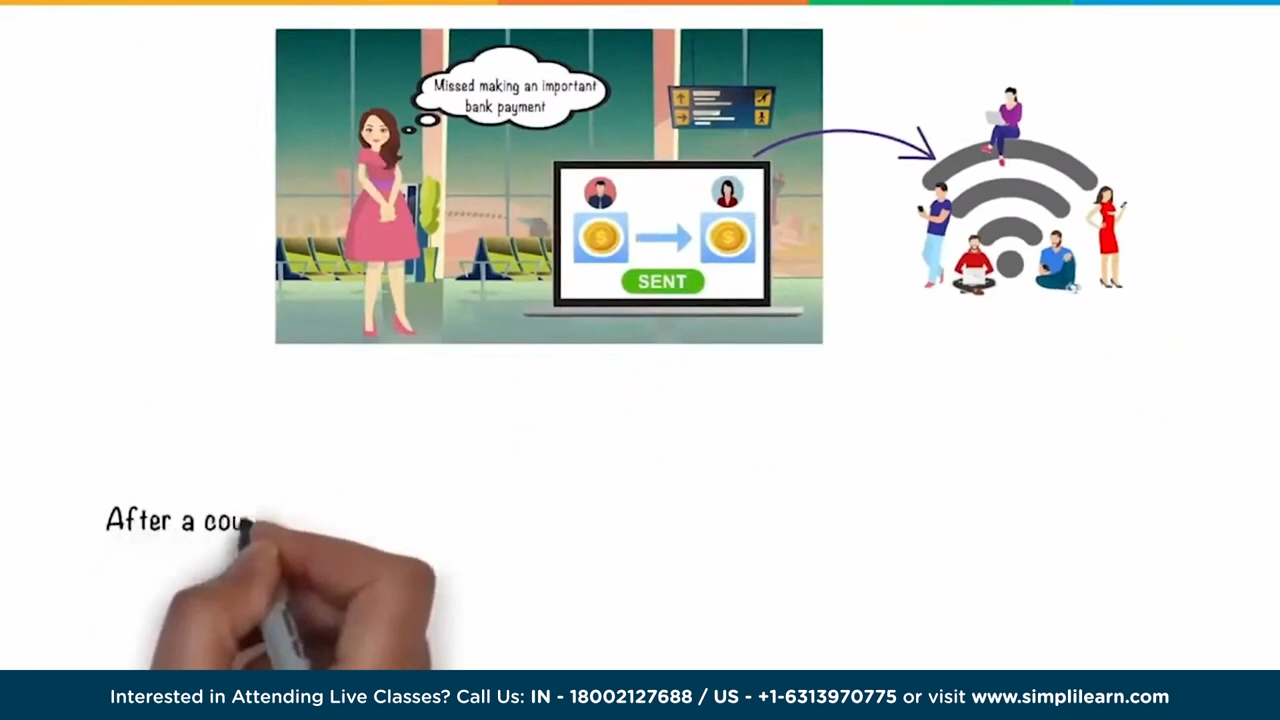 Missed making an important
bank payment
SENT
After a cou
Interested in Attending Live Classes? Call Us: IN - 18002127688 / US - +1-6313970775 or visit www.simplilearn.com